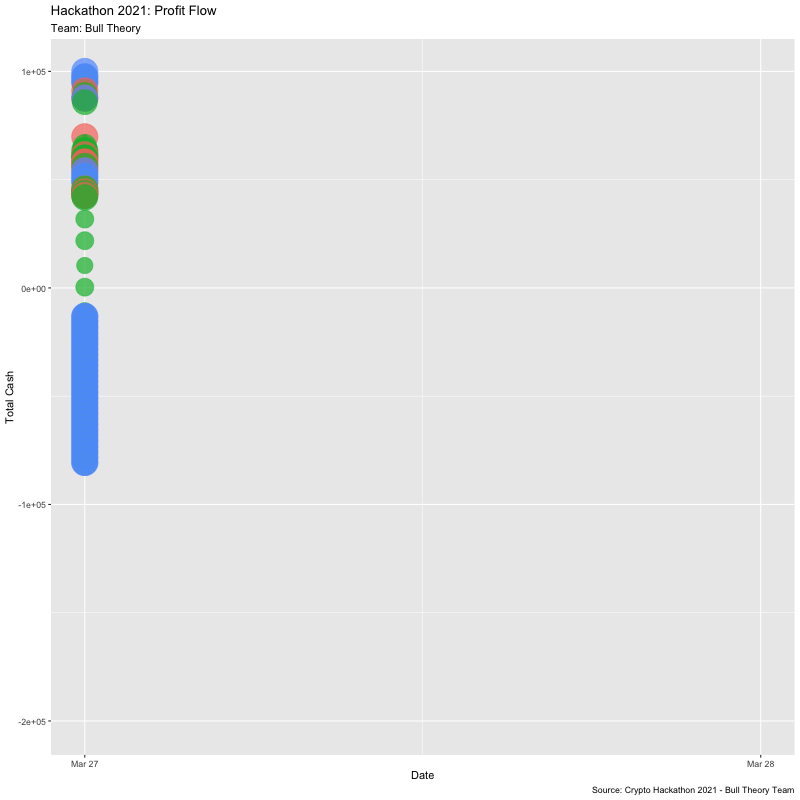 Hackathon 2021: Profit Flow
Team: Bull Theory
1e+05
0e+00
-1e+05
-2e+05
Total Cash
Mar 27
Mar 28
Date
Source: Crypto Hackathon 2021 - Bull Theory Team